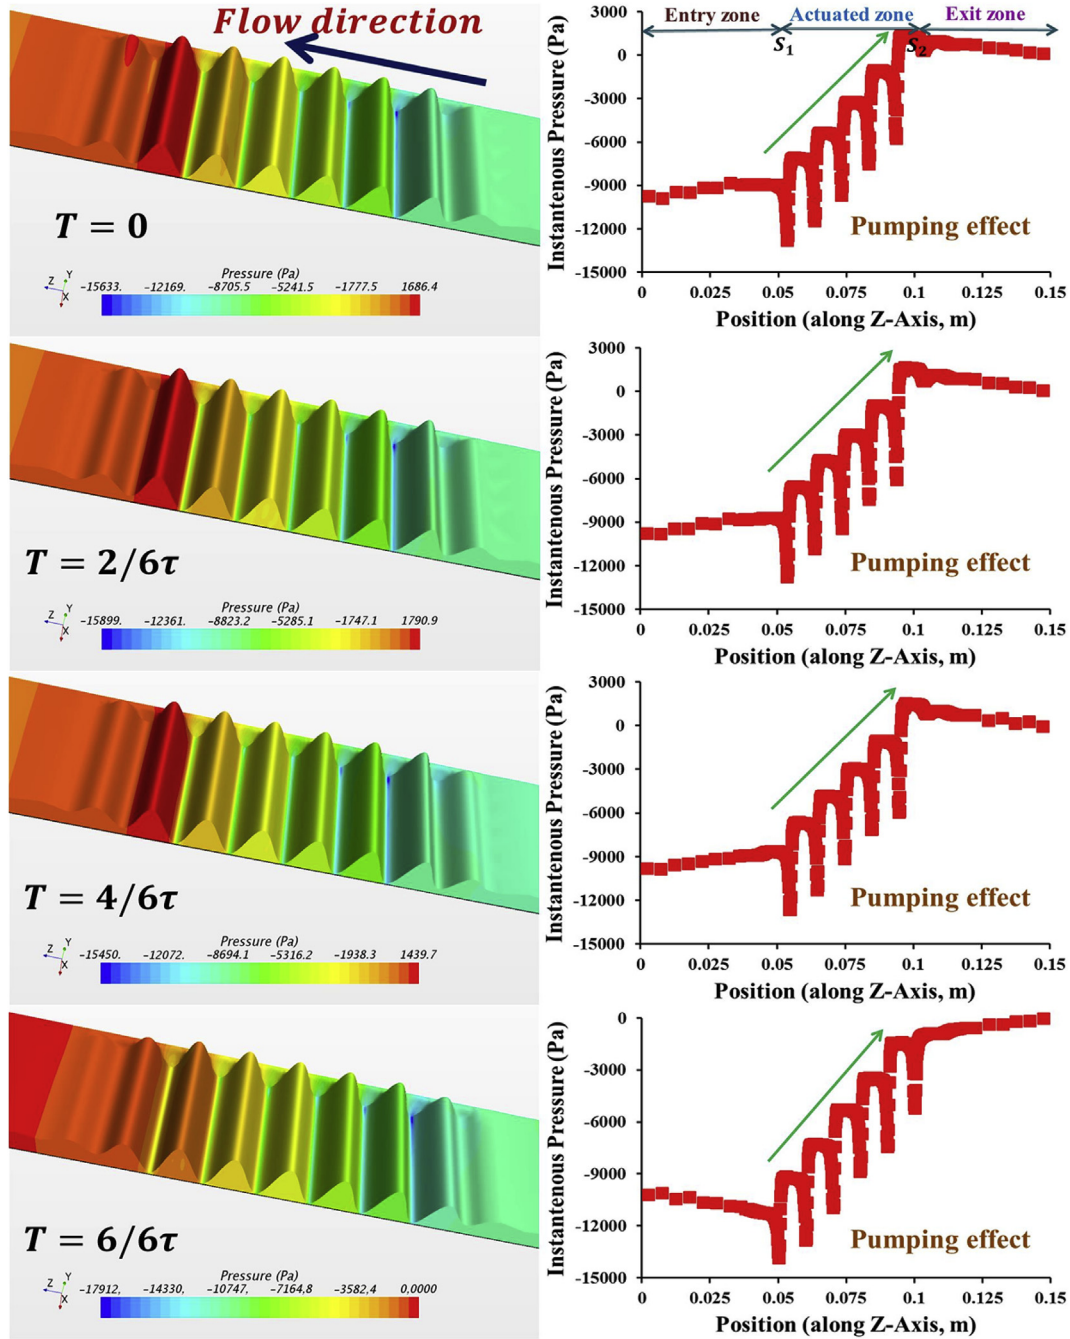 Flow direction
T = 0
Z Y X
Pressure (Pa)
-15633. -12169. -8705.5 -5241.5 -1777.5 1686.4
Instantenous Pressure (Pa)
3000
0
-3000
-6000
-9000
-12000
-15000
Entry zone Actuated zone Exit zone
S1 S2
Pumping effect
0 0.025 0.05 0.075 0.1 0.125 0.15
Position (along Z-Axis, m)
T = 2/6τ
Z Y X
Pressure (Pa)
-15899. -12361. -8823.2 -5285.1 -1747.1 1790.9
Instantenous Pressure (Pa)
3000
0
-3000
-6000
-9000
-12000
-15000
Pumping effect
0 0.025 0.05 0.075 0.1 0.125 0.15
Position (along Z-Axis, m)
T = 4/6τ
Z Y X
Pressure (Pa)
-15450. -12072. -8694.1 -5316.2 -1938.3 1439.7
Instantenous Pressure (Pa)
3000
0
-3000
-6000
-9000
-12000
-15000
Pumping effect
0 0.025 0.05 0.075 0.1 0.125 0.15
Position (along Z-Axis, m)
T = 6/6τ
Z Y X
Pressure (Pa)
-17912, -14330, -10747. -7164,8 -3582,4 0,0000
Instantenous Pressure (Pa)
0
-3000
-6000
-9000
-12000
-15000
Pumping effect
0 0.025 0.05 0.075 0.1 0.125 0.15
Position (along Z-Axis, m)